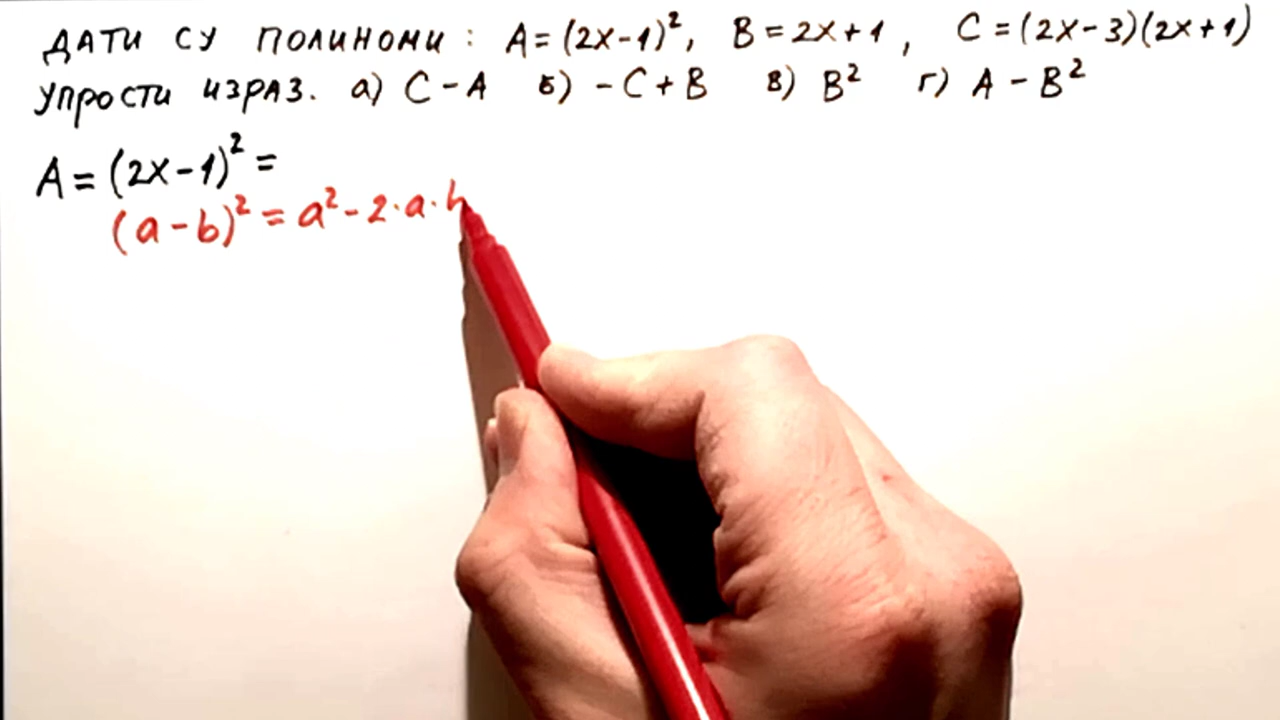 ДАТИ СУ ПОЛИНОМИ: A=(2x-1)², B=2x+1, C=(2x-3)(2x+1)
УПРОСТИ ИЗРАЗ. а) C-A б) -C+B в) B² г) A-B²
A=(2x-1)²=
(a-b)²=a²-2·a·b